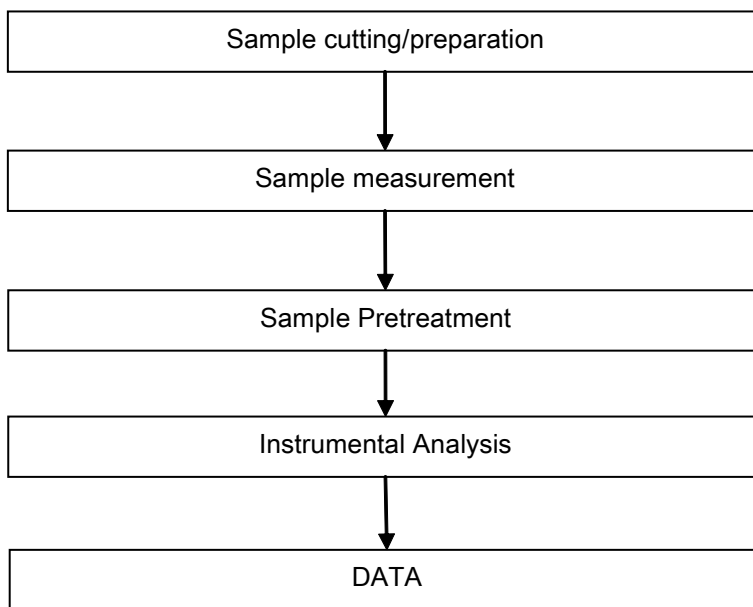 Sample cutting/preparation
Sample measurement
Sample Pretreatment
Instrumental Analysis
DATA